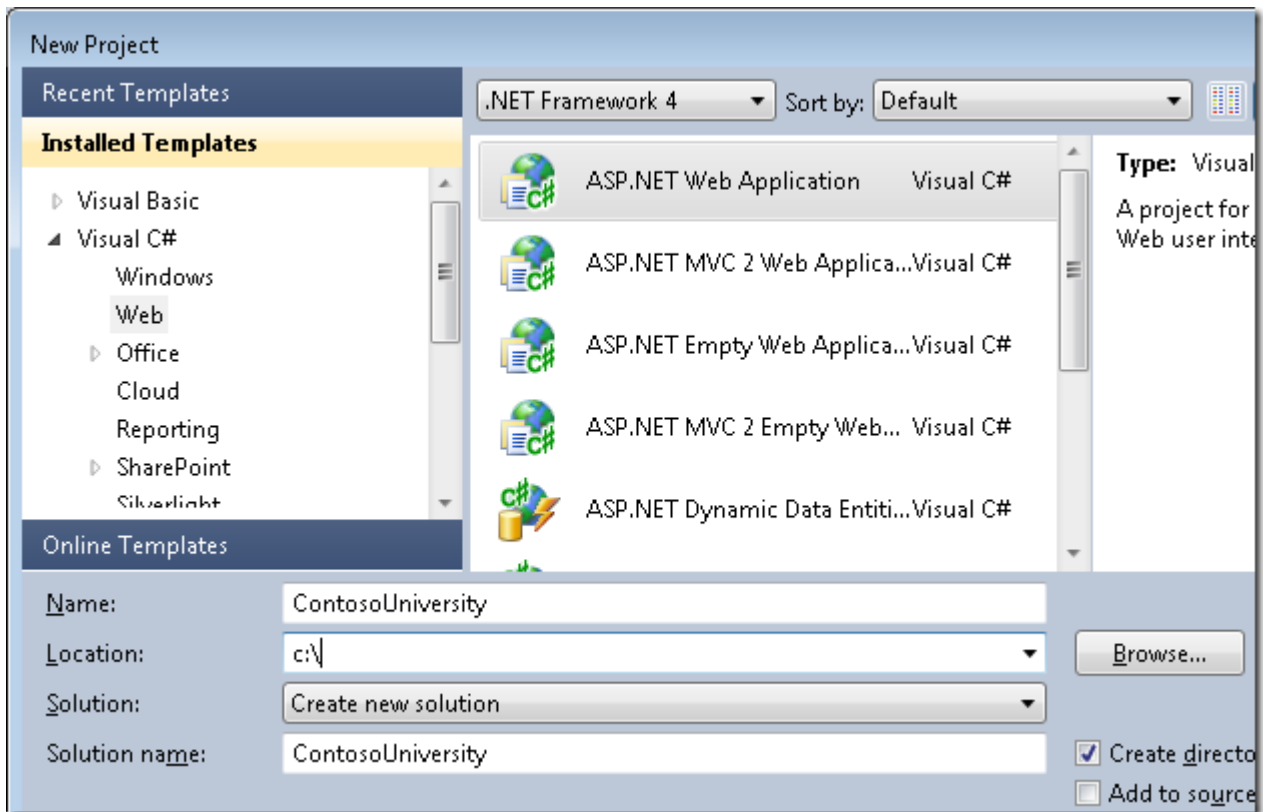 New Project
Recent Templates
Installed Templates
Visual Basic
Visual C#
Windows
Web
Office
Cloud
Reporting
SharePoint
Silverlight
Online Templates
.NET Framework 4 Sort by: Default
ASP.NET Web Application Visual C#
ASP.NET MVC 2 Web Applica... Visual C#
ASP.NET Empty Web Applica... Visual C#
ASP.NET MVC 2 Empty Web... Visual C#
ASP.NET Dynamic Data Entiti... Visual C#
Type: Visual
A project for
Web user inte
Name: ContosoUniversity
Location: c:\ Browse...
Solution: Create new solution
Solution name: ContosoUniversity Create directo
Add to source